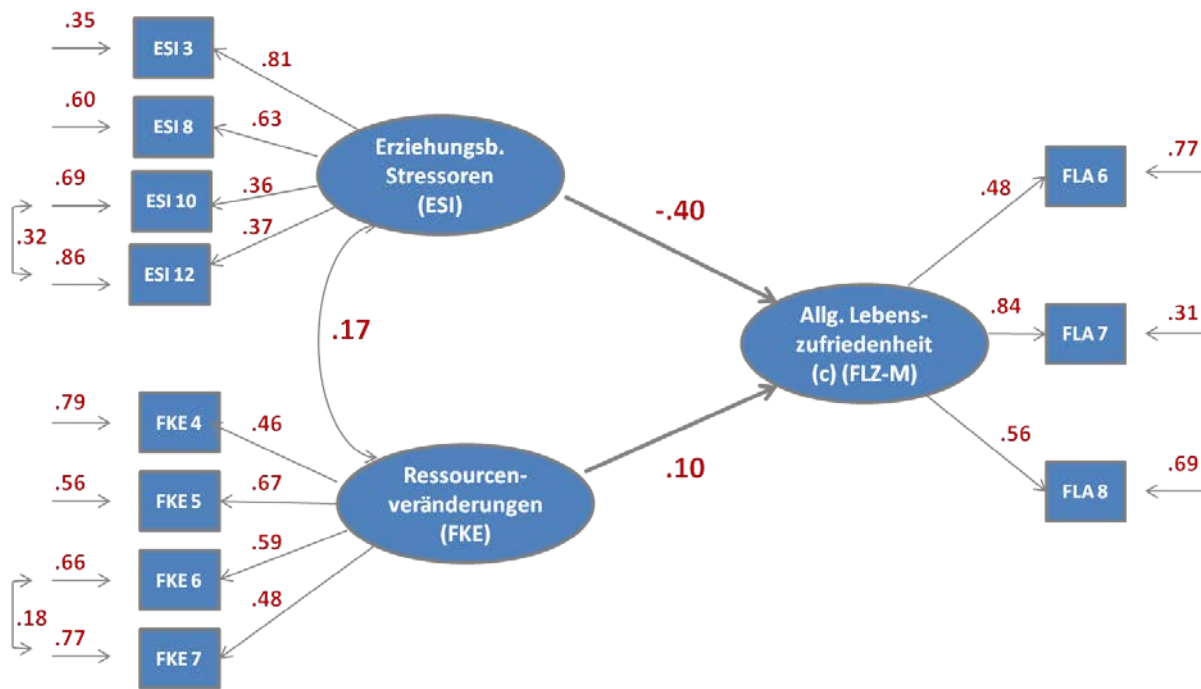 .35
ESI 3
.81
.60
ESI 8
.63
.69
ESI 10
.36
.32
.86
ESI 12
.37
Erziehungsb.
Stressoren
(ESI)
-.40
.17
.79
FKE 4
.46
.56
FKE 5
.67
.66
FKE 6
.59
.18
.77
FKE 7
.48
Ressourcen-
veränderungen
(FKE)
.10
Allg. Lebens-
zufriedenheit
(c) (FLZ-M)
.48
FLA 6
.77
.84
FLA 7
.31
.56
FLA 8
.69